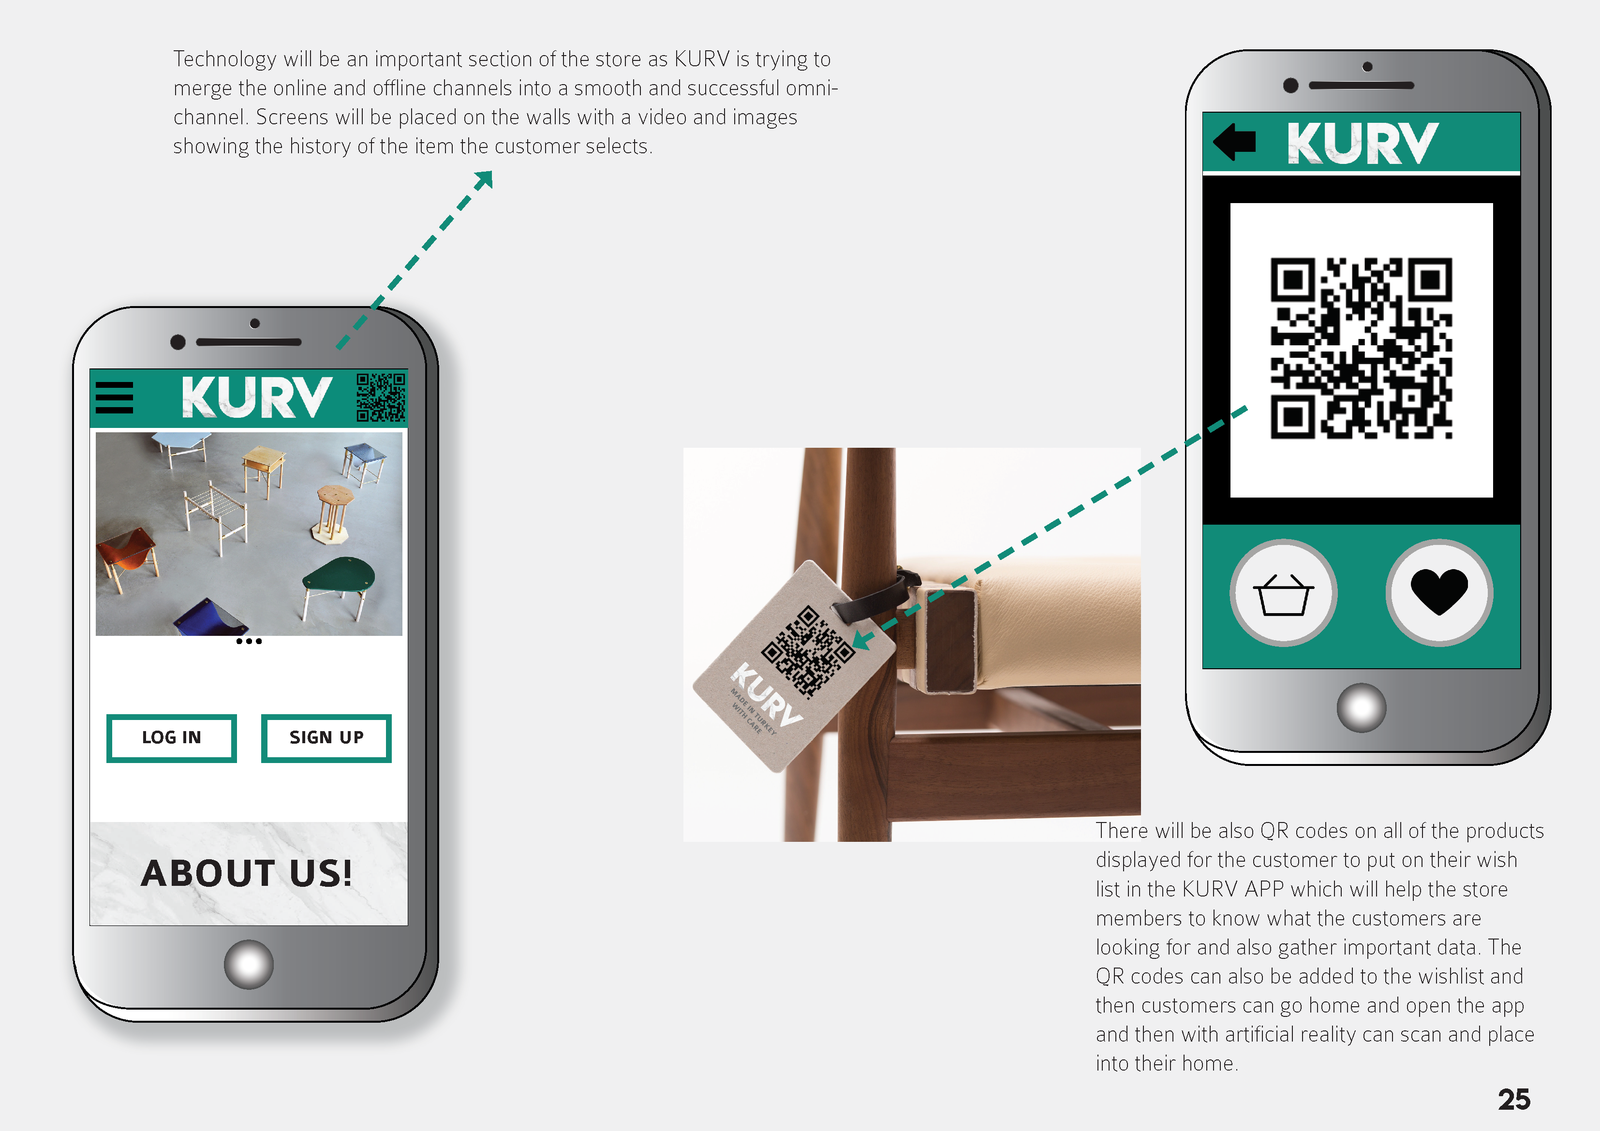 Technology will be an important section of the store as KURV is trying to
merge the online and offline channels into a smooth and successful omni-
channel. Screens will be placed on the walls with a video and images
showing the history of the item the customer selects.
KURV
LOG IN
SIGN UP
ABOUT US!
KURV
MADE IN TURKEY
WITH CARE
KURV
There will be also QR codes on all of the products
displayed for the customer to put on their wish
list in the KURV APP which will help the store
members to know what the customers are
looking for and also gather important data. The
QR codes can also be added to the wishlist and
then customers can go home and open the app
and then with artificial reality can scan and place
into their home.
25